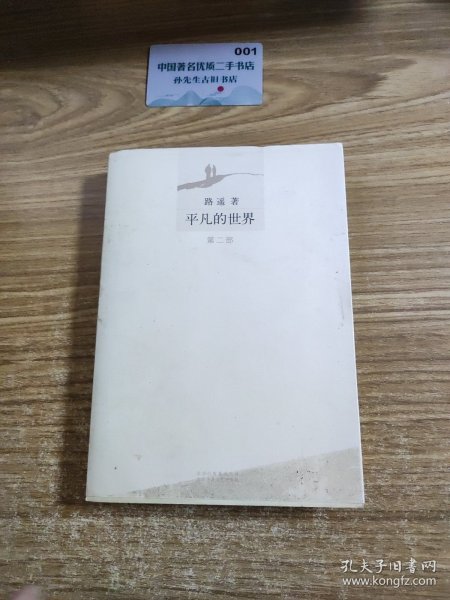 001
中国著名优质二手书店
孙先生古旧书店
路遥 著
平凡的世界
第二部
孔夫子旧书网
www.kongfz.com